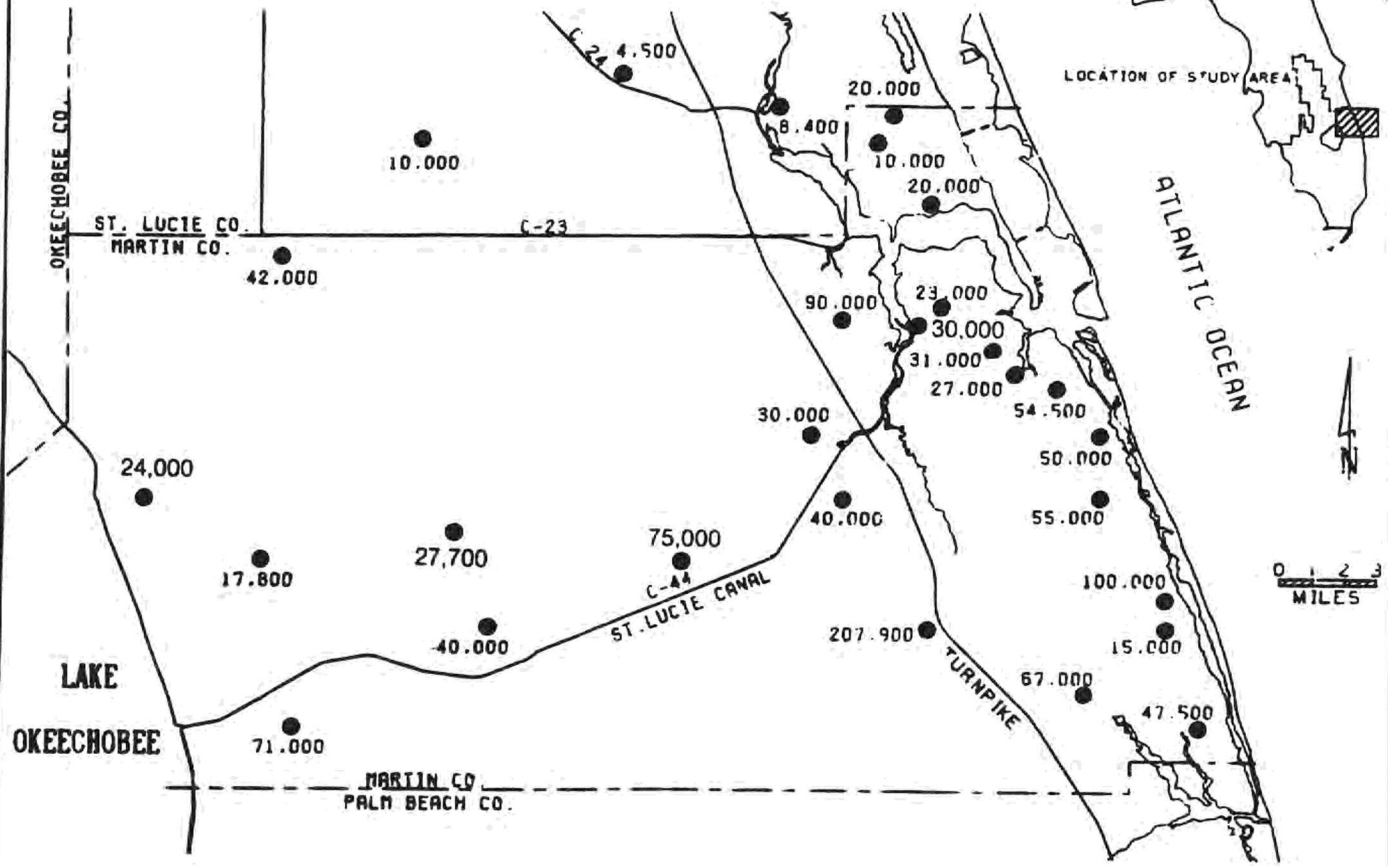 C 24
4.500
20.000
LOCATION OF STUDY AREA
8.400
10.000
10.000
OKEECHOBEE CO.
20.000
ST. LUCIE CO.
MARTIN CO.
C-23
ATLANTIC OCEAN
42.000
90.000
23.000
30,000
31.000
27.000
54.500
30.000
50.000
N
24,000
40.000
55.000
27,700
75,000
17.800
C-44
ST. LUCIE CANAL
100.000
0 1 2 3
MILES
40.000
207.900
15.000
LAKE
OKEECHOBEE
TURNPIKE
67.000
47.500
71.000
MARTIN CO
PALM BEACH CO.